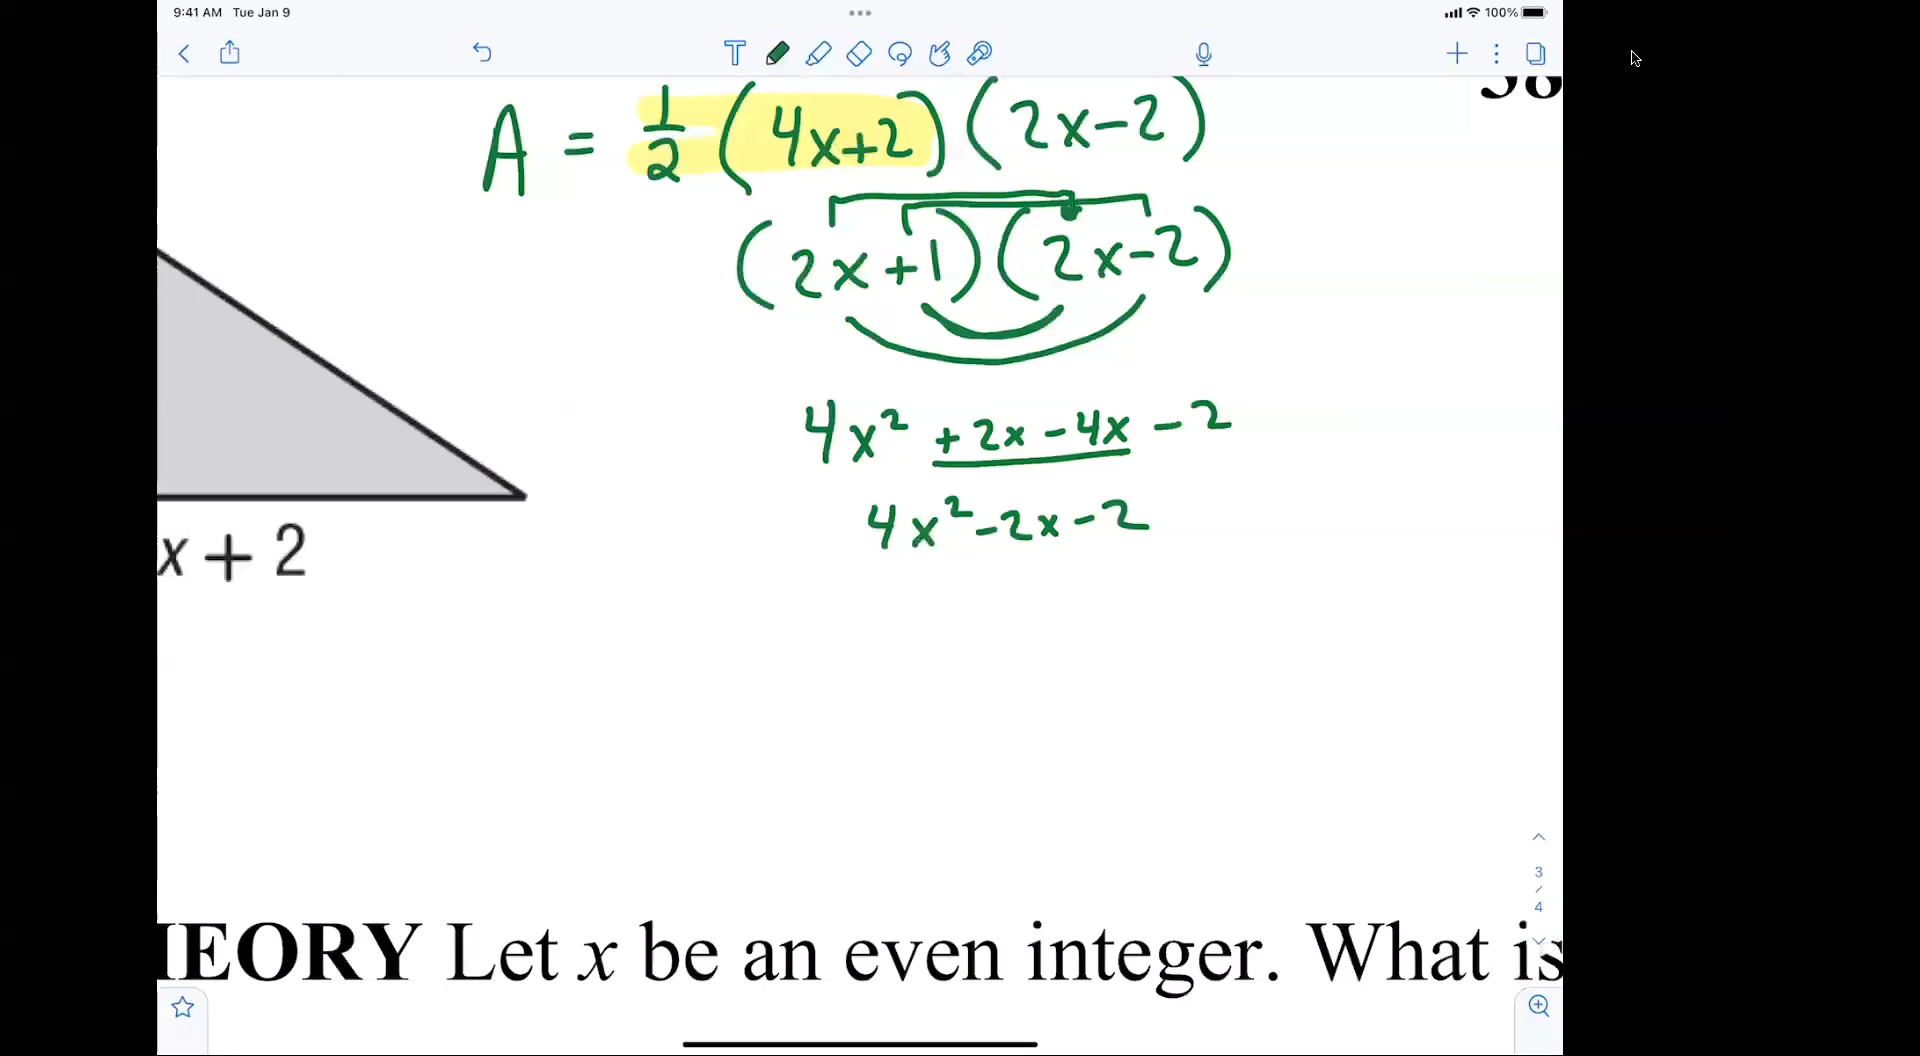 9:41 AM Tue Jan 9
100%
A = 1/2 (4x+2)(2x-2)
(2x+1)(2x-2)
4x² +2x -4x -2
4x² -2x -2
x + 2
3
/
4
HEORY Let x be an even integer. What is